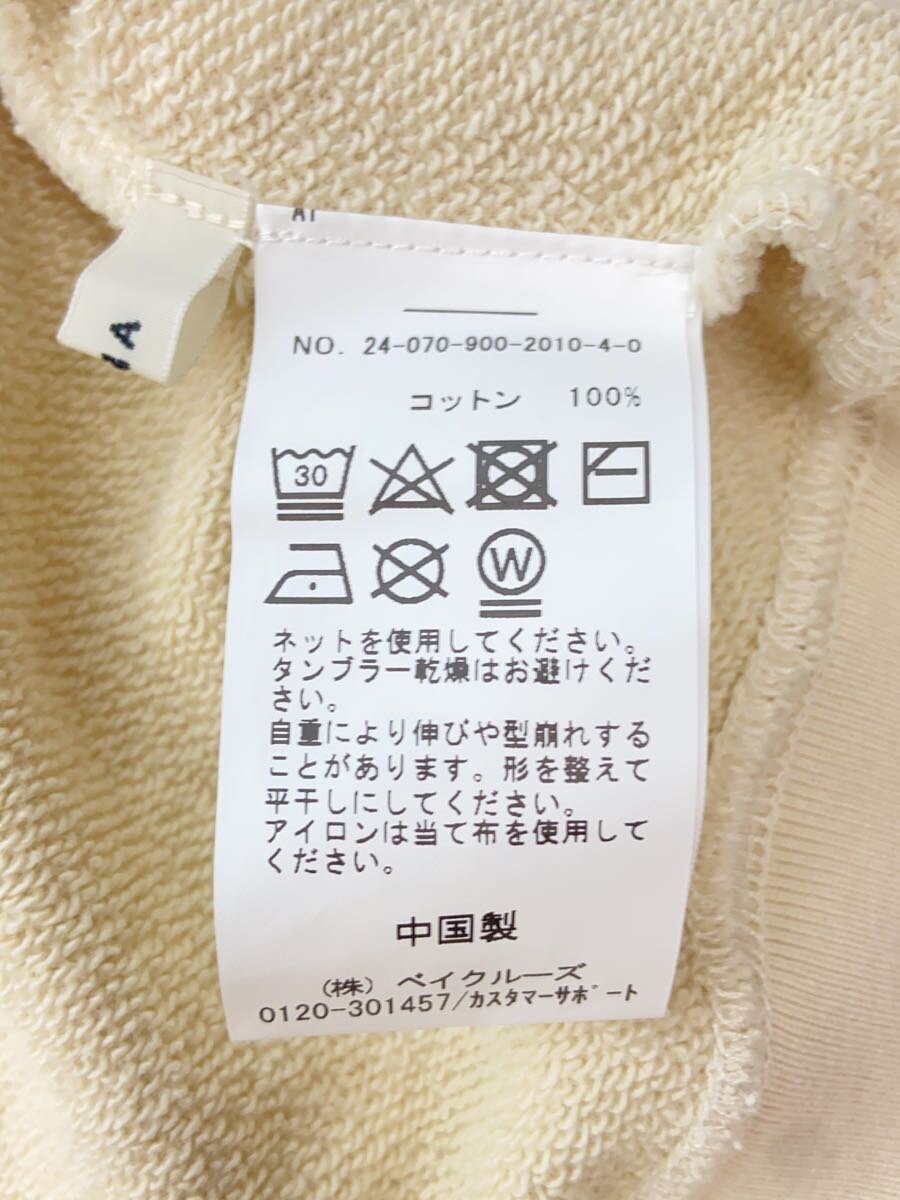 NO. 24-070-900-2010-4-0
コットン 100%
30
W
ネットを使用してください。
タンブラー乾燥はお避けくだ
さい。
自重により伸びや型崩れする
ことがあります。形を整えて
平干しにしてください。
アイロンは当て布を使用して
ください。
中国製
(株) ベイクルーズ
0120-301457/カスタマーサポート